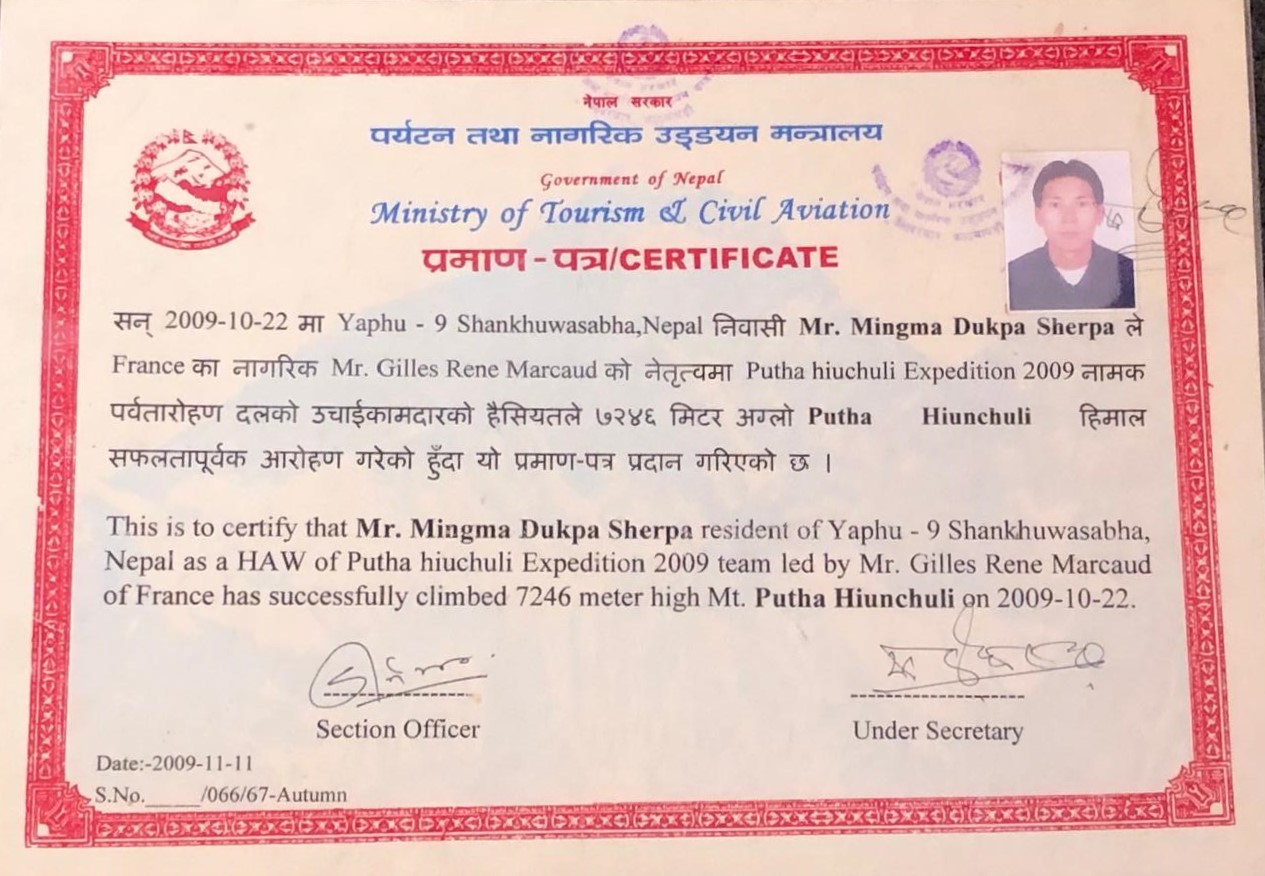 नेपाल सरकार
पर्यटन तथा नागरिक उड्डयन मन्त्रालय
Government of Nepal
Ministry of Tourism & Civil Aviation
प्रमाण - पत्र/CERTIFICATE
सन् 2009-10-22 मा Yaphu - 9 Shankhuwasabha,Nepal निवासी Mr. Mingma Dukpa Sherpa ले
France का नागरिक Mr. Gilles Rene Marcaud को नेतृत्वमा Putha hiuchuli Expedition 2009 नामक
पर्वतारोहण दलको उचाईकामदारको हैसियतले ७२४६ मिटर अग्लो Putha Hiunchuli हिमाल
सफलतापूर्वक आरोहण गरेको हुँदा यो प्रमाण-पत्र प्रदान गरिएको छ ।
This is to certify that Mr. Mingma Dukpa Sherpa resident of Yaphu - 9 Shankhuwasabha,
Nepal as a HAW of Putha hiuchuli Expedition 2009 team led by Mr. Gilles Rene Marcaud
of France has successfully climbed 7246 meter high Mt. Putha Hiunchuli on 2009-10-22.
Section Officer
Under Secretary
Date:-2009-11-11
S.No._____/066/67-Autumn